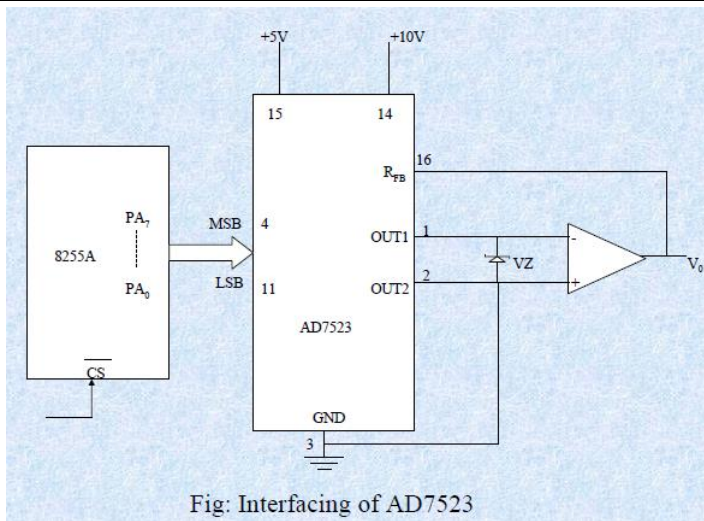 +5V +10V
15 14
R_FB 16
PA₇
MSB 4 OUT1 1 -
8255A VZ V₀
LSB
PA₀ 11 OUT2 2 +
AD7523
CS
GND
3
Fig: Interfacing of AD7523